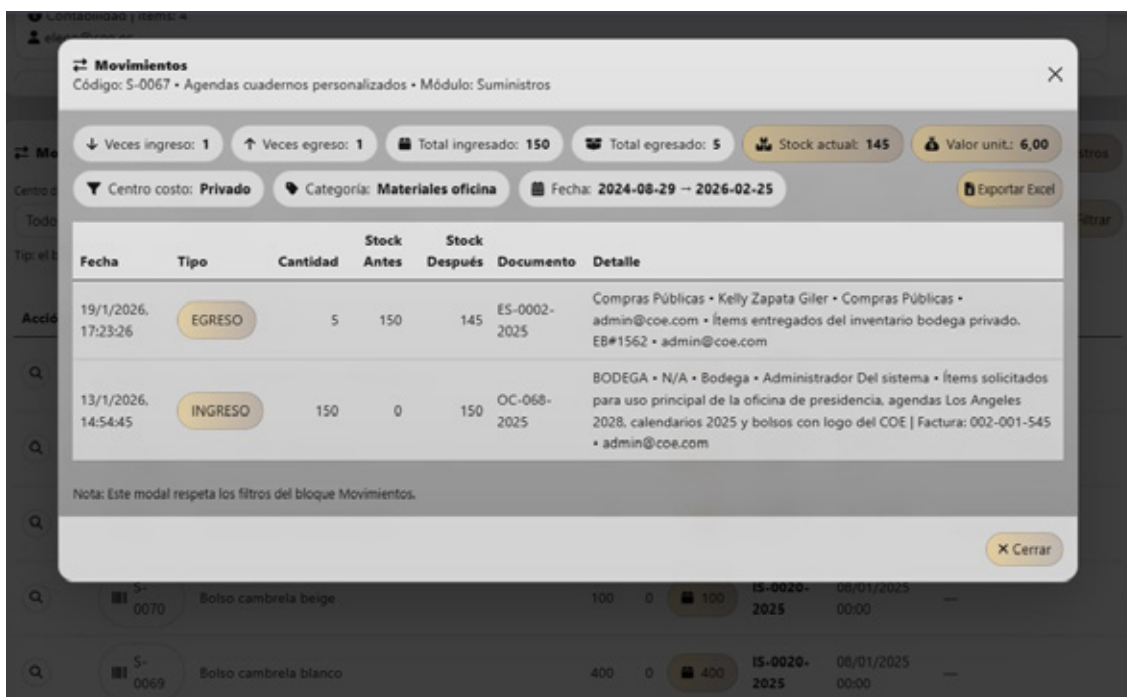 Contabilidad | Ítems: 4
Movimientos
Código: S-0067 • Agendas cuadernos personalizados • Módulo: Suministros
Veces ingreso: 1 Veces egreso: 1 Total ingresado: 150 Total egresado: 5 Stock actual: 145 Valor unit.: 6,00
Centro costo: Privado Categoría: Materiales oficina Fecha: 2024-08-29 → 2026-02-25 Exportar Excel
Fecha Tipo Cantidad Stock Antes Stock Después Documento Detalle
19/1/2026, 17:23:26 EGRESO 5 150 145 ES-0002-2025
Compras Públicas • Kelly Zapata Giler • Compras Públicas •
admin@coe.com • Ítems entregados del inventario bodega privado.
EB#1562 • admin@coe.com
13/1/2026, 14:54:45 INGRESO 150 0 150 OC-068-2025
BODEGA • N/A • Bodega • Administrador Del sistema • Ítems solicitados
para uso principal de la oficina de presidencia, agendas Los Angeles
2028, calendarios 2025 y bolsos con logo del COE | Factura: 002-001-545
• admin@coe.com
Nota: Este modal respeta los filtros del bloque Movimientos.
Cerrar
Todo
Tip: el b
Acció
S-0070 Bolso cambrela beige 100 0 100 IS-0020-2025 08/01/2025 00:00 —
S-0069 Bolso cambrela blanco 400 0 400 IS-0020-2025 08/01/2025 00:00 —